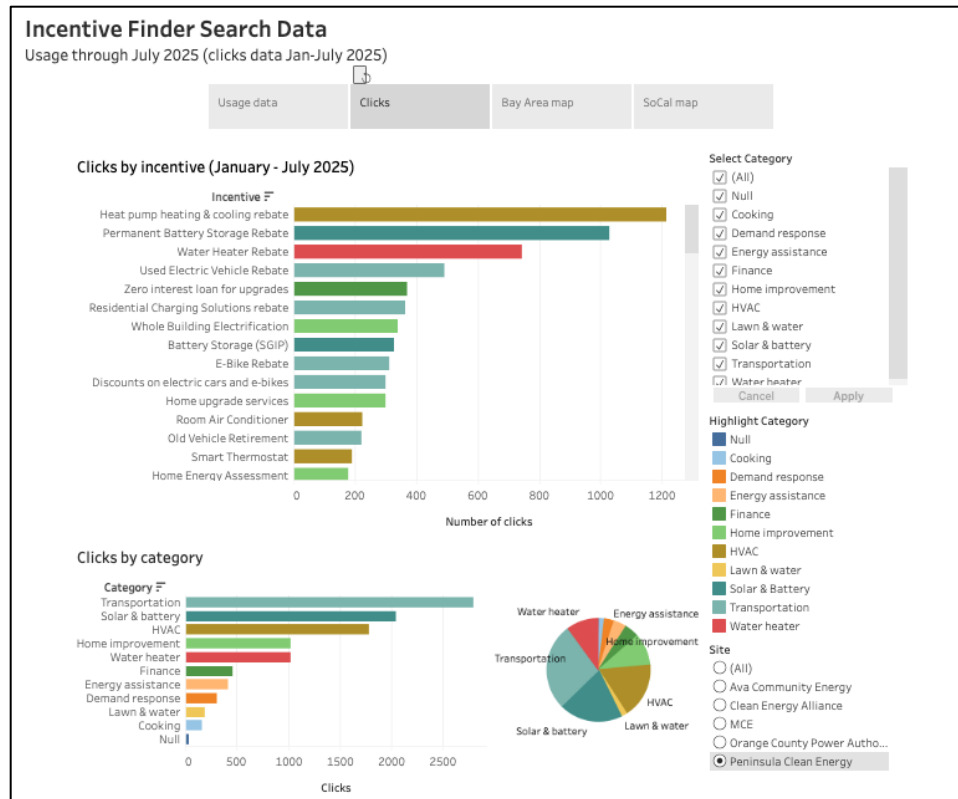 Incentive Finder Search Data
Usage through July 2025 (clicks data Jan-July 2025)
Usage data
Clicks
Bay Area map
SoCal map
Clicks by incentive (January - July 2025)
Incentive
Heat pump heating & cooling rebate
Permanent Battery Storage Rebate
Water Heater Rebate
Used Electric Vehicle Rebate
Zero interest loan for upgrades
Residential Charging Solutions rebate
Whole Building Electrification
Battery Storage (SGIP)
E-Bike Rebate
Discounts on electric cars and e-bikes
Home upgrade services
Room Air Conditioner
Old Vehicle Retirement
Smart Thermostat
Home Energy Assessment
0 200 400 600 800 1000 1200
Number of clicks
Select Category
(All)
Null
Cooking
Demand response
Energy assistance
Finance
Home improvement
HVAC
Lawn & water
Solar & battery
Transportation
Water heater
Cancel
Apply
Highlight Category
Null
Cooking
Demand response
Energy assistance
Finance
Home improvement
HVAC
Lawn & water
Solar & Battery
Transportation
Water heater
Clicks by category
Category
Transportation
Solar & battery
HVAC
Home improvement
Water heater
Finance
Energy assistance
Demand response
Lawn & water
Cooking
Null
0 500 1000 1500 2000 2500
Clicks
Water heater
Energy assistance
Home improvement
Transportation
HVAC
Lawn & water
Solar & battery
Site
(All)
Ava Community Energy
Clean Energy Alliance
MCE
Orange County Power Autho...
Peninsula Clean Energy